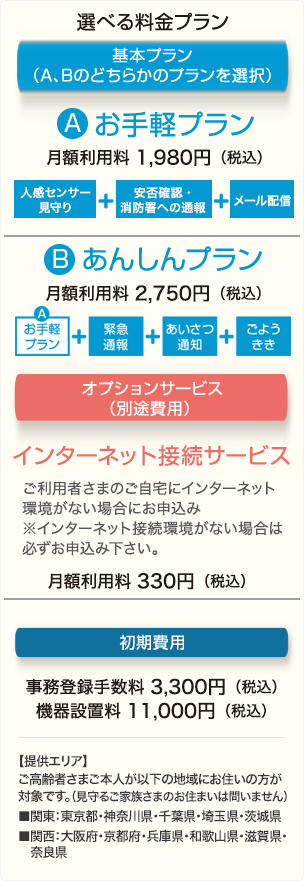 選べる料金プラン
基本プラン
（A、Bのどちらかのプランを選択）
A お手軽プラン
月額利用料 1,980円（税込）
人感センサー
見守り
+
安否確認・
消防署への通報
+
メール配信
B あんしんプラン
月額利用料 2,750円（税込）
A
お手軽
プラン
+
緊急
通報
+
あいさつ
通知
+
ごよう
きき
オプションサービス
（別途費用）
インターネット接続サービス
ご利用者さまのご自宅にインターネット
環境がない場合にお申込み
※インターネット接続環境がない場合は
必ずお申込み下さい。
月額利用料 330円（税込）
初期費用
事務登録手数料 3,300円（税込）
機器設置料 11,000円（税込）
【提供エリア】
ご高齢者さまご本人が以下の地域にお住いの方が
対象です。（見守るご家族さまのお住まいは問いません）
■関東：東京都・神奈川県・千葉県・埼玉県・茨城県
■関西：大阪府・京都府・兵庫県・和歌山県・滋賀県・
奈良県